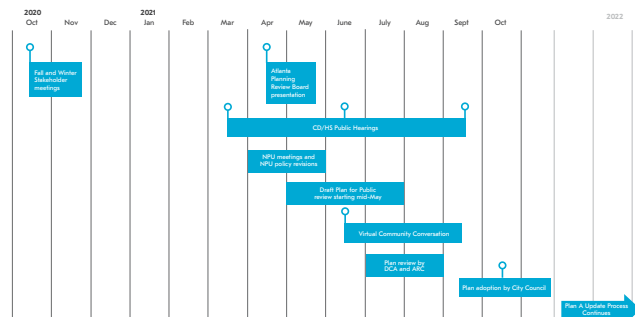 2020
2021
2022
Oct
Nov
Dec
Jan
Feb
Mar
Apr
May
June
July
Aug
Sept
Oct
Fall and Winter
Stakeholder
meetings
Atlanta
Planning
Review Board
presentation
CD/HS Public Hearings
NPU meetings and
NPU policy revisions
Draft Plan for Public
review starting mid-May
Virtual Community Conversation
Plan review by
DCA and ARC
Plan adoption by City Council
Plan A Update Process
Continues